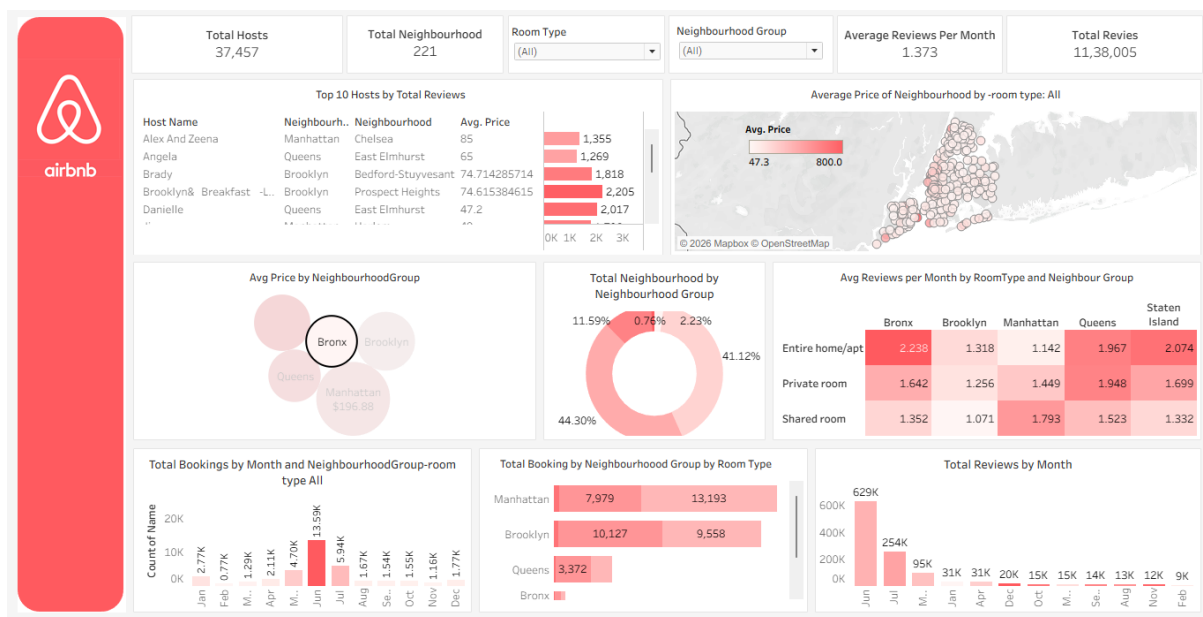 airbnb
Total Hosts
37,457
Total Neighbourhood
221
Room Type
(All)
Neighbourhood Group
(All)
Average Reviews Per Month
1.373
Total Revies
11,38,005
Top 10 Hosts by Total Reviews
Host Name Neighbourh.. Neighbourhood Avg. Price
Alex And Zeena Manhattan Chelsea 85 1,355
Angela Queens East Elmhurst 65 1,269
Brady Brooklyn Bedford-Stuyvesant 74.714285714 1,818
Brooklyn& Breakfast -L.. Brooklyn Prospect Heights 74.615384615 2,205
Danielle Queens East Elmhurst 47.2 2,017
0K 1K 2K 3K
Average Price of Neighbourhood by -room type: All
Avg. Price
47.3 800.0
© 2026 Mapbox © OpenStreetMap
Avg Price by NeighbourhoodGroup
Bronx
Brooklyn
Queens
Manhattan
$196.88
Total Neighbourhood by
Neighbourhood Group
11.59% 0.76% 2.23%
41.12%
44.30%
Avg Reviews per Month by RoomType and Neighbour Group
Bronx Brooklyn Manhattan Queens Staten Island
Entire home/apt 2.238 1.318 1.142 1.967 2.074
Private room 1.642 1.256 1.449 1.948 1.699
Shared room 1.352 1.071 1.793 1.523 1.332
Total Bookings by Month and NeighbourhoodGroup-room
type All
Count of Name
20K
10K
0K
2.77K 0.77K 1.29K 2.11K 4.70K 13.59K 5.94K 1.67K 1.54K 1.55K 1.16K 1.77K
Jan Feb M.. Apr M.. Jun Jul Aug Se.. Oct Nov Dec
Total Booking by Neighbourhoood Group by Room Type
Manhattan 7,979 13,193
Brooklyn 10,127 9,558
Queens 3,372
Bronx
Total Reviews by Month
600K
400K
200K
0K
629K 254K 95K 31K 31K 20K 15K 15K 14K 13K 12K 9K
Jun Jul M.. Jan Apr Dec Oct M.. Se.. Aug Nov Feb